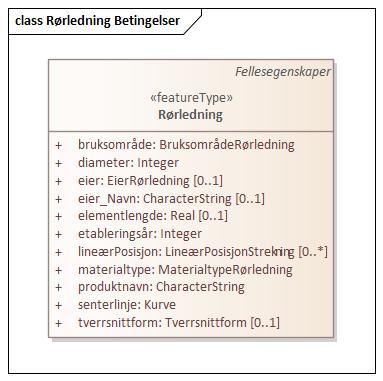 class Rørledning Betingelser
Fellesegenskaper
«featureType»
Rørledning
+ bruksområde: BruksområdeRørledning
+ diameter: Integer
+ eier: EierRørledning [0..1]
+ eier_Navn: CharacterString [0..1]
+ elementlengde: Real [0..1]
+ etableringsår: Integer
+ lineærPosisjon: LineærPosisjonStrekning [0..*]
+ materialtype: MaterialtypeRørledning
+ produktnavn: CharacterString
+ senterlinje: Kurve
+ tverrsnittform: Tverrsnittform [0..1]